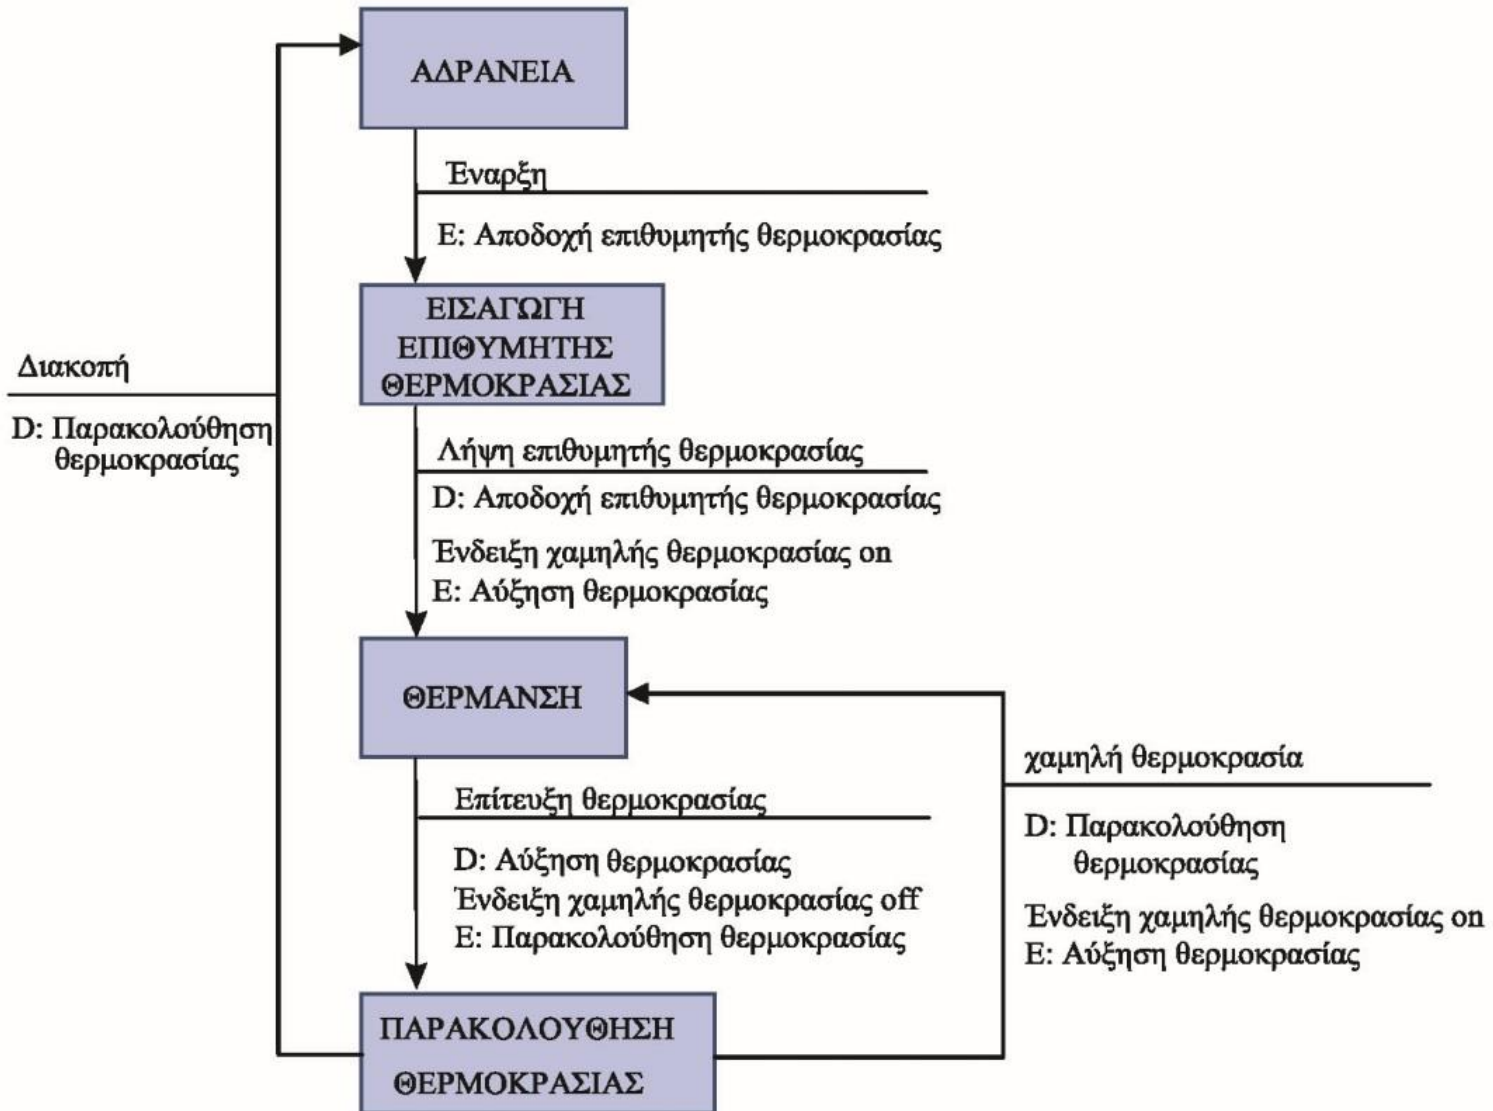 ΑΔΡΑΝΕΙΑ
Έναρξη
Ε: Αποδοχή επιθυμητής θερμοκρασίας
ΕΙΣΑΓΩΓΗ
ΕΠΙΘΥΜΗΤΗΣ
ΘΕΡΜΟΚΡΑΣΙΑΣ
Διακοπή
D: Παρακολούθηση
θερμοκρασίας
Λήψη επιθυμητής θερμοκρασίας
D: Αποδοχή επιθυμητής θερμοκρασίας
Ένδειξη χαμηλής θερμοκρασίας on
Ε: Αύξηση θερμοκρασίας
ΘΕΡΜΑΝΣΗ
Επίτευξη θερμοκρασίας
D: Αύξηση θερμοκρασίας
Ένδειξη χαμηλής θερμοκρασίας off
Ε: Παρακολούθηση θερμοκρασίας
χαμηλή θερμοκρασία
D: Παρακολούθηση
θερμοκρασίας
Ένδειξη χαμηλής θερμοκρασίας on
Ε: Αύξηση θερμοκρασίας
ΠΑΡΑΚΟΛΟΥΘΗΣΗ
ΘΕΡΜΟΚΡΑΣΙΑΣ